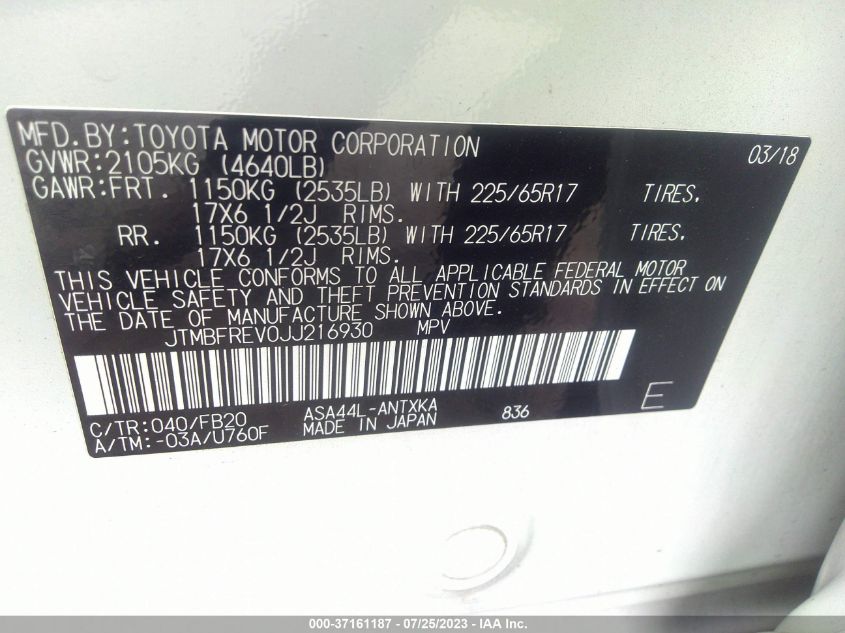 MFD.BY:TOYOTA MOTOR CORPORATION 03/18
GVWR:2105KG (4640LB)
GAWR:FRT. 1150KG (2535LB) WITH 225/65R17 TIRES.
17X6 1/2J RIMS.
RR. 1150KG (2535LB) WITH 225/65R17 TIRES.
17X6 1/2J RIMS.
THIS VEHICLE CONFORMS TO ALL APPLICABLE FEDERAL MOTOR
VEHICLE SAFETY AND THEFT PREVENTION STANDARDS IN EFFECT ON
THE DATE OF MANUFACTURE SHOWN ABOVE.
JTMBFREV0JJ216930 MPV
C/TR:040/FB20 ASA44L-ANTXKA 836 E
A/TM:-03A/U760F MADE IN JAPAN
000-37161187 - 07/25/2023 - IAA Inc.